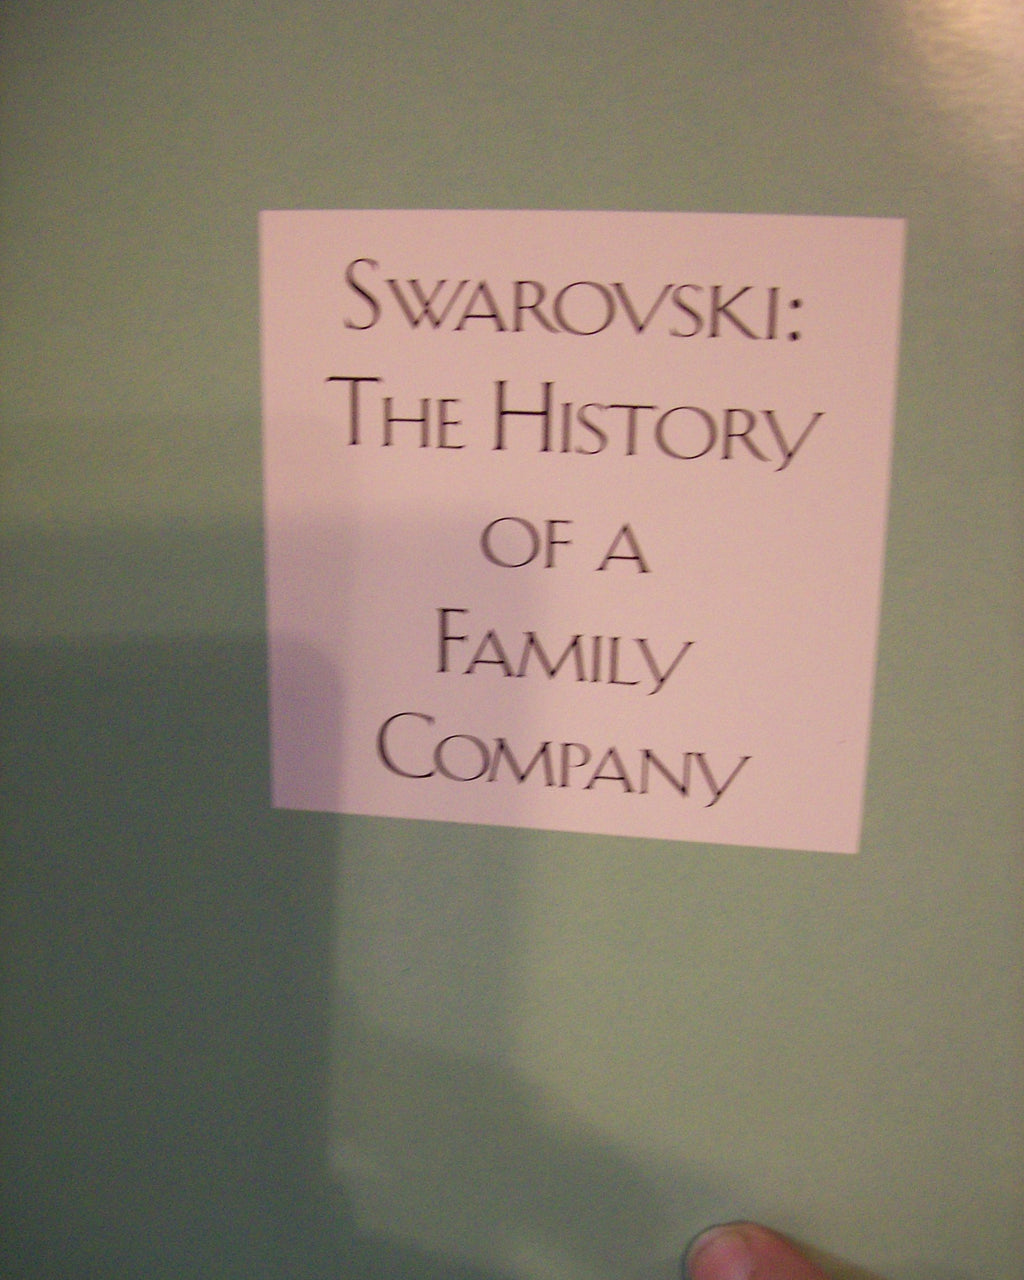 Swarovski:
The History
of a
Family
Company